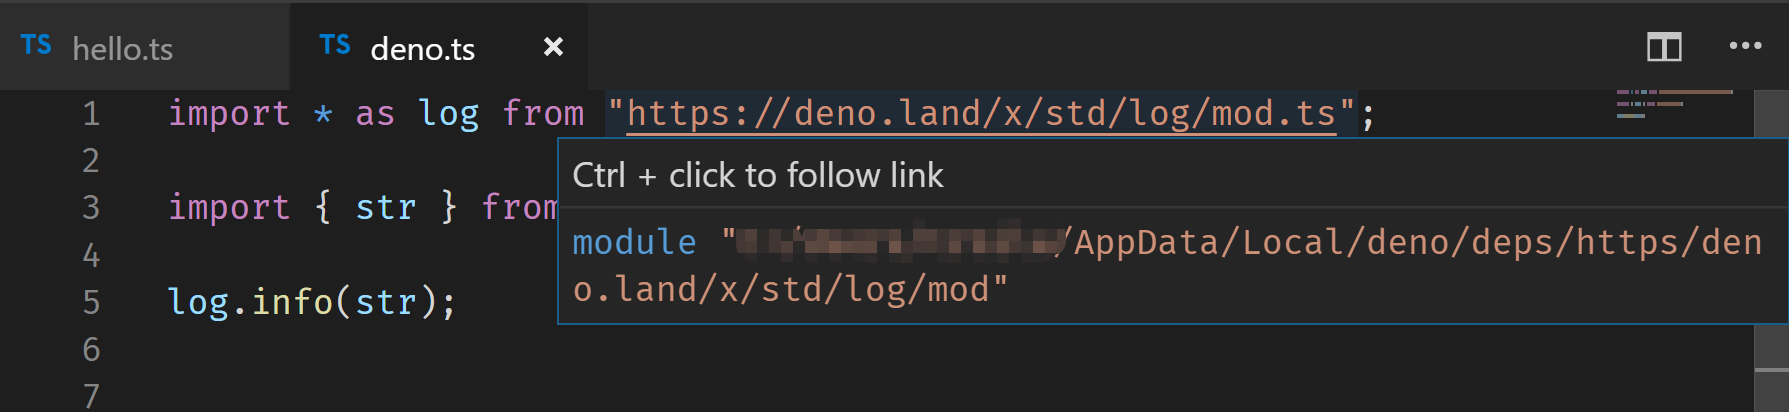 TS hello.ts TS deno.ts ×
1 import * as log from "https://deno.land/x/std/log/mod.ts";
2
3 import { str } from
4
5 log.info(str);
6
7
Ctrl + click to follow link
module "/AppData/Local/deno/deps/https/den
o.land/x/std/log/mod"